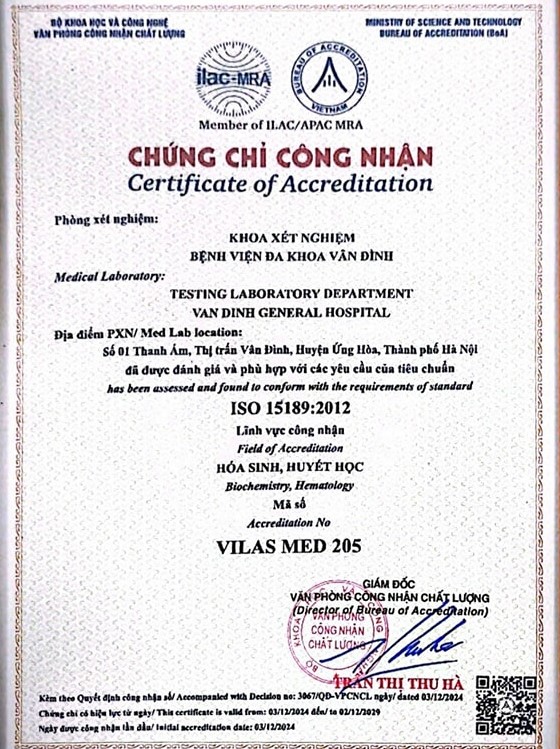 BỘ KHOA HỌC VÀ CÔNG NGHỆ
VĂN PHÒNG CÔNG NHẬN CHẤT LƯỢNG
MINISTRY OF SCIENCE AND TECHNOLOGY
BUREAU OF ACCREDITATION (BoA)
ilac-MRA
BUREAU OF ACCREDITATION
VIETNAM
Member of ILAC/APAC MRA
CHỨNG CHỈ CÔNG NHẬN
Certificate of Accreditation
Phòng xét nghiệm:
KHOA XÉT NGHIỆM
BỆNH VIỆN ĐA KHOA VÂN ĐÌNH
Medical Laboratory:
TESTING LABORATORY DEPARTMENT
VAN DINH GENERAL HOSPITAL
Địa điểm PXN/ Med Lab location:
Số 01 Thanh Ấm, Thị trấn Vân Đình, Huyện Ứng Hòa, Thành phố Hà Nội
đã được đánh giá và phù hợp với các yêu cầu của tiêu chuẩn
has been assessed and found to conform with the requirements of standard
ISO 15189:2012
Lĩnh vực công nhận
Field of Accreditation
HÓA SINH, HUYẾT HỌC
Biochemistry, Hematology
Mã số
Accreditation No
VILAS MED 205
GIÁM ĐỐC
VĂN PHÒNG CÔNG NHẬN CHẤT LƯỢNG
(Director of Bureau of Accreditation)
VĂN PHÒNG
CÔNG NHẬN
CHẤT LƯỢNG
TRẦN THỊ THU HÀ
Kèm theo Quyết định công nhận số/ Accompanied with Decision no: 3067/QĐ-VPCNCL ngày/ dated 03/12/2024
Chứng chỉ có hiệu lực từ ngày/ This certificate is valid from: 03/12/2024 đến/ to 02/12/2029
Ngày được công nhận lần đầu/ Initial accreditation date: 03/12/2024